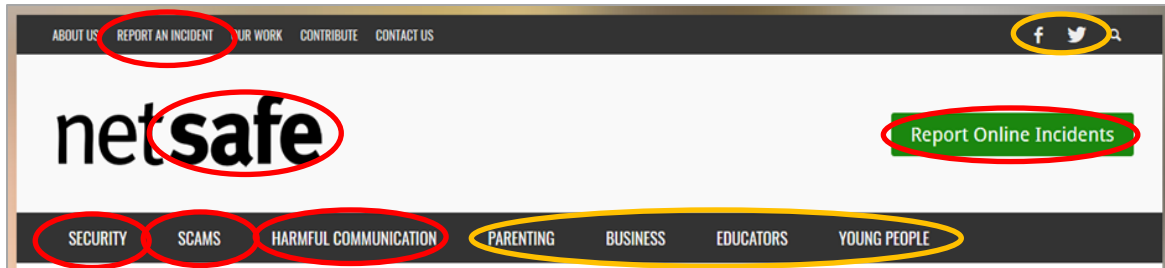 ABOUT US REPORT AN INCIDENT OUR WORK CONTRIBUTE CONTACT US
netsafe
Report Online Incidents
SECURITY SCAMS HARMFUL COMMUNICATION PARENTING BUSINESS EDUCATORS YOUNG PEOPLE